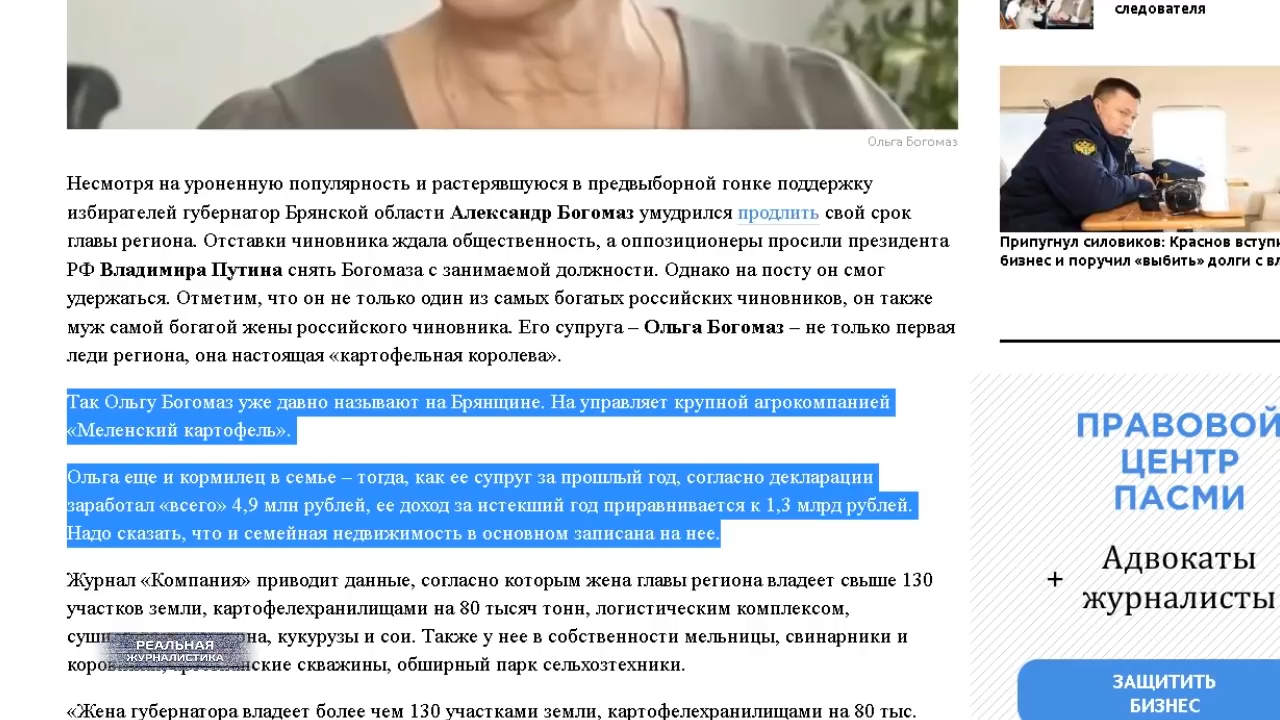 Ольга Богомаз
Несмотря на уроненную популярность и растерявшуюся в предвыборной гонке поддержку
избирателей губернатор Брянской области Александр Богомаз умудрился продлить свой срок
главы региона. Отставки чиновника ждала общественность, а оппозиционеры просили президента
РФ Владимира Путина снять Богомаза с занимаемой должности. Однако на посту он смог
удержаться. Отметим, что он не только один из самых богатых российских чиновников, он также
муж самой богатой жены российского чиновника. Его супруга – Ольга Богомаз – не только первая
леди региона, она настоящая «картофельная королева».
Так Ольгу Богомаз уже давно называют на Брянщине. На управляет крупной агрокомпанией
«Меленский картофель».
Ольга еще и кормилец в семье – тогда, как ее супруг за прошлый год, согласно декларации
заработал «всего» 4,9 млн рублей, ее доход за истекший год приравнивается к 1,3 млрд рублей.
Надо сказать, что и семейная недвижимость в основном записана на нее.
Журнал «Компания» приводит данные, согласно которым жена главы региона владеет свыше 130
участков земли, картофелехранилищами на 80 тысяч тонн, логистическим комплексом,
кукурузы и сои. Также у нее в собственности мельницы, свинарники и
скважины, обширный парк сельхозтехники.
«Жена губернатора владеет более чем 130 участками земли, картофелехранилищами на 80 тыс.
РЕАЛЬНАЯ
ЖУРНАЛИСТИКА
следователя
Припугнул силовиков: Краснов вступи
бизнес и поручил «выбить» долги с вл
ПРАВОВОЙ
ЦЕНТР
ПАСМИ
Адвокаты
+
журналисты
ЗАЩИТИТЬ
БИЗНЕС